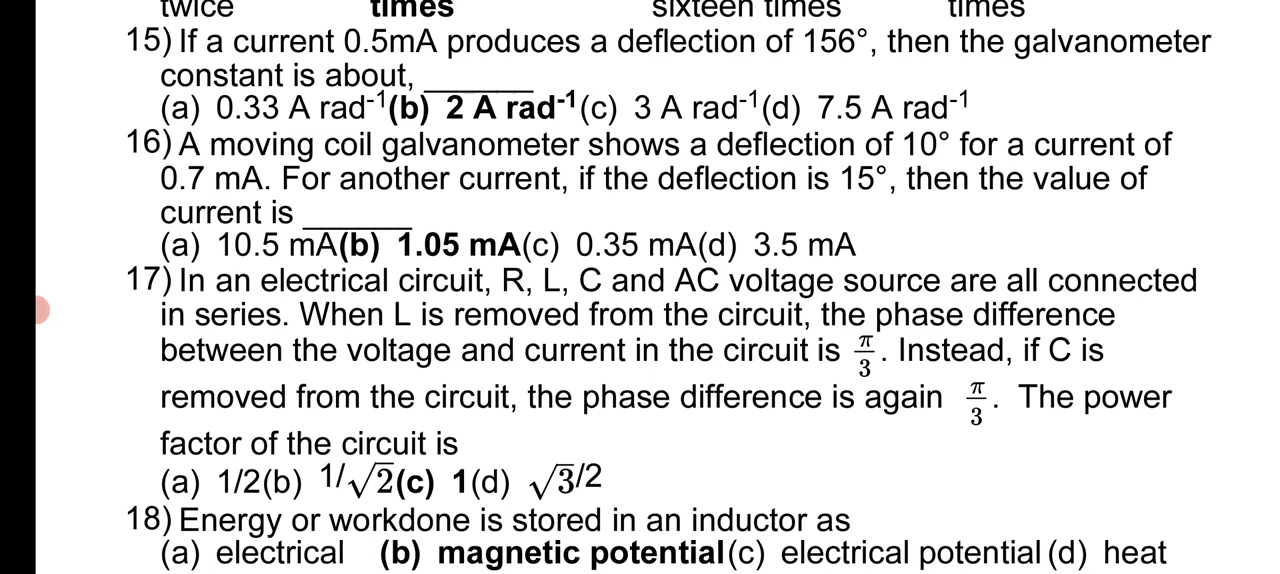 twice times sixteen times times
15) If a current 0.5mA produces a deflection of 156°, then the galvanometer
constant is about, ________
(a) 0.33 A rad⁻¹(b) 2 A rad⁻¹(c) 3 A rad⁻¹(d) 7.5 A rad⁻¹
16) A moving coil galvanometer shows a deflection of 10° for a current of
0.7 mA. For another current, if the deflection is 15°, then the value of
current is ________
(a) 10.5 mA(b) 1.05 mA(c) 0.35 mA(d) 3.5 mA
17) In an electrical circuit, R, L, C and AC voltage source are all connected
in series. When L is removed from the circuit, the phase difference
between the voltage and current in the circuit is π/3. Instead, if C is
removed from the circuit, the phase difference is again π/3. The power
factor of the circuit is
(a) 1/2(b) 1/√2(c) 1(d) √3/2
18) Energy or workdone is stored in an inductor as
(a) electrical (b) magnetic potential(c) electrical potential (d) heat